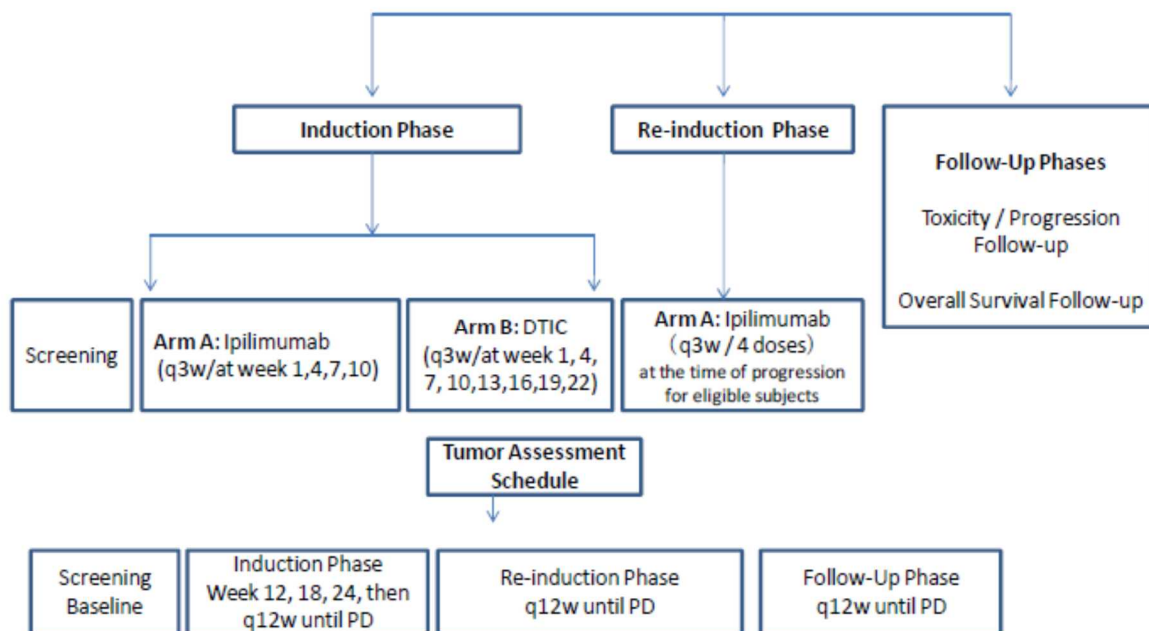 Induction Phase
Re-induction Phase
Follow-Up Phases
Toxicity / Progression
Follow-up
Overall Survival Follow-up
Screening
Arm A: Ipilimumab
(q3w/at week 1,4,7,10)
Arm B: DTIC
(q3w/at week 1, 4,
7, 10,13,16,19,22)
Arm A: Ipilimumab
(q3w / 4 doses)
at the time of progression
for eligible subjects
Tumor Assessment
Schedule
Screening
Baseline
Induction Phase
Week 12, 18, 24, then
q12w until PD
Re-induction Phase
q12w until PD
Follow-Up Phase
q12w until PD